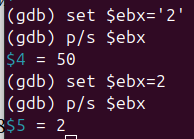 (gdb) set $ebx='2'
(gdb) p/s $ebx
$4 = 50
(gdb) set $ebx=2
(gdb) p/s $ebx
$5 = 2